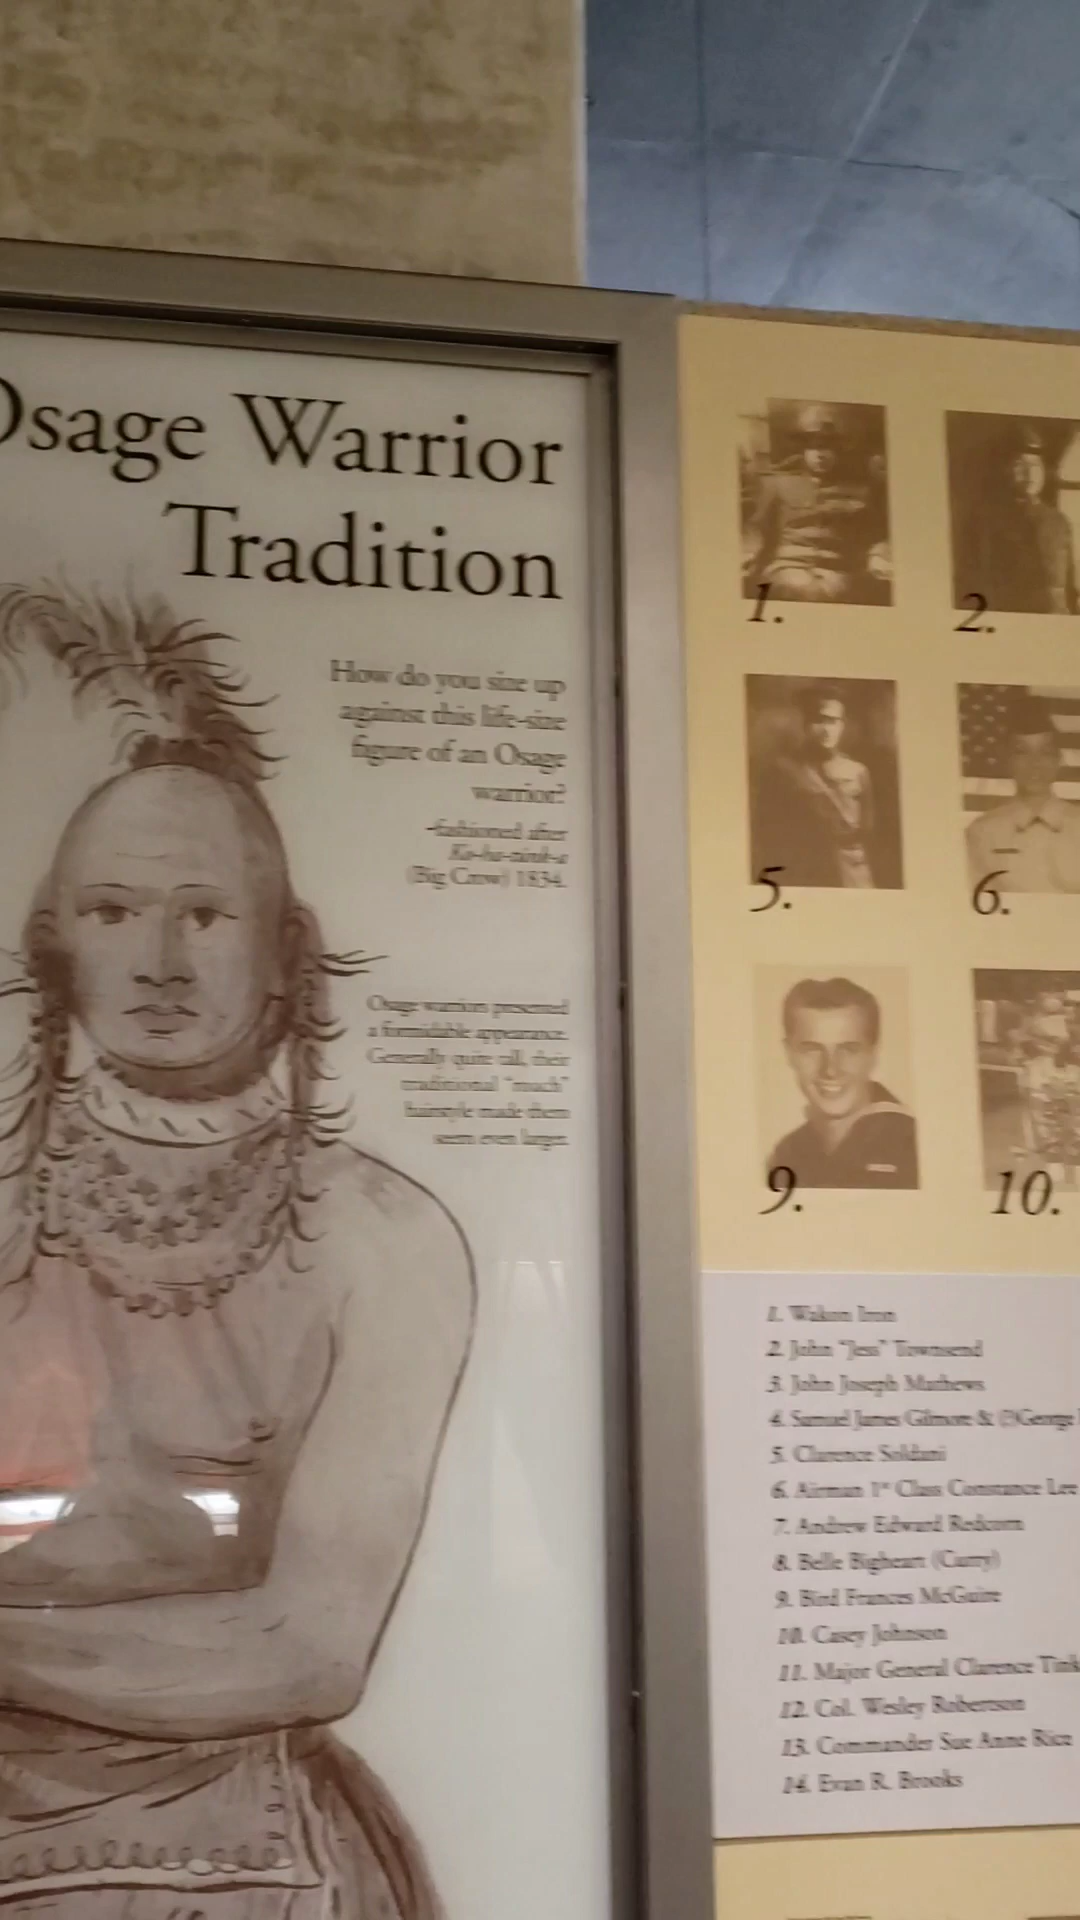 Osage Warrior
Tradition
How do you size up
against this life-size
figure of an Osage
warrior?
-fashioned after
(Big Crow) 1834.
Osage warriors presented
a formidable appearance.
Generally quite tall, their
traditional "roach"
hairstyle made them
seem even larger.
1.
2.
5.
6.
9.
10.
1. Wakon Iron
2. John "Jess" Townsend
3. John Joseph Mathews
4. Samuel James Gilmore & (?)George
5. Clarence Soldani
6. Airman 1st Class Constance Lee
7. Andrew Edward Redcorn
8. Belle Bigheart (Curry)
9. Bird Frances McGuire
10. Casey Johnson
11. Major General Clarence Tink
12. Col. Wesley Robertson
13. Commander Sue Anne Rice
14. Evan R. Brooks